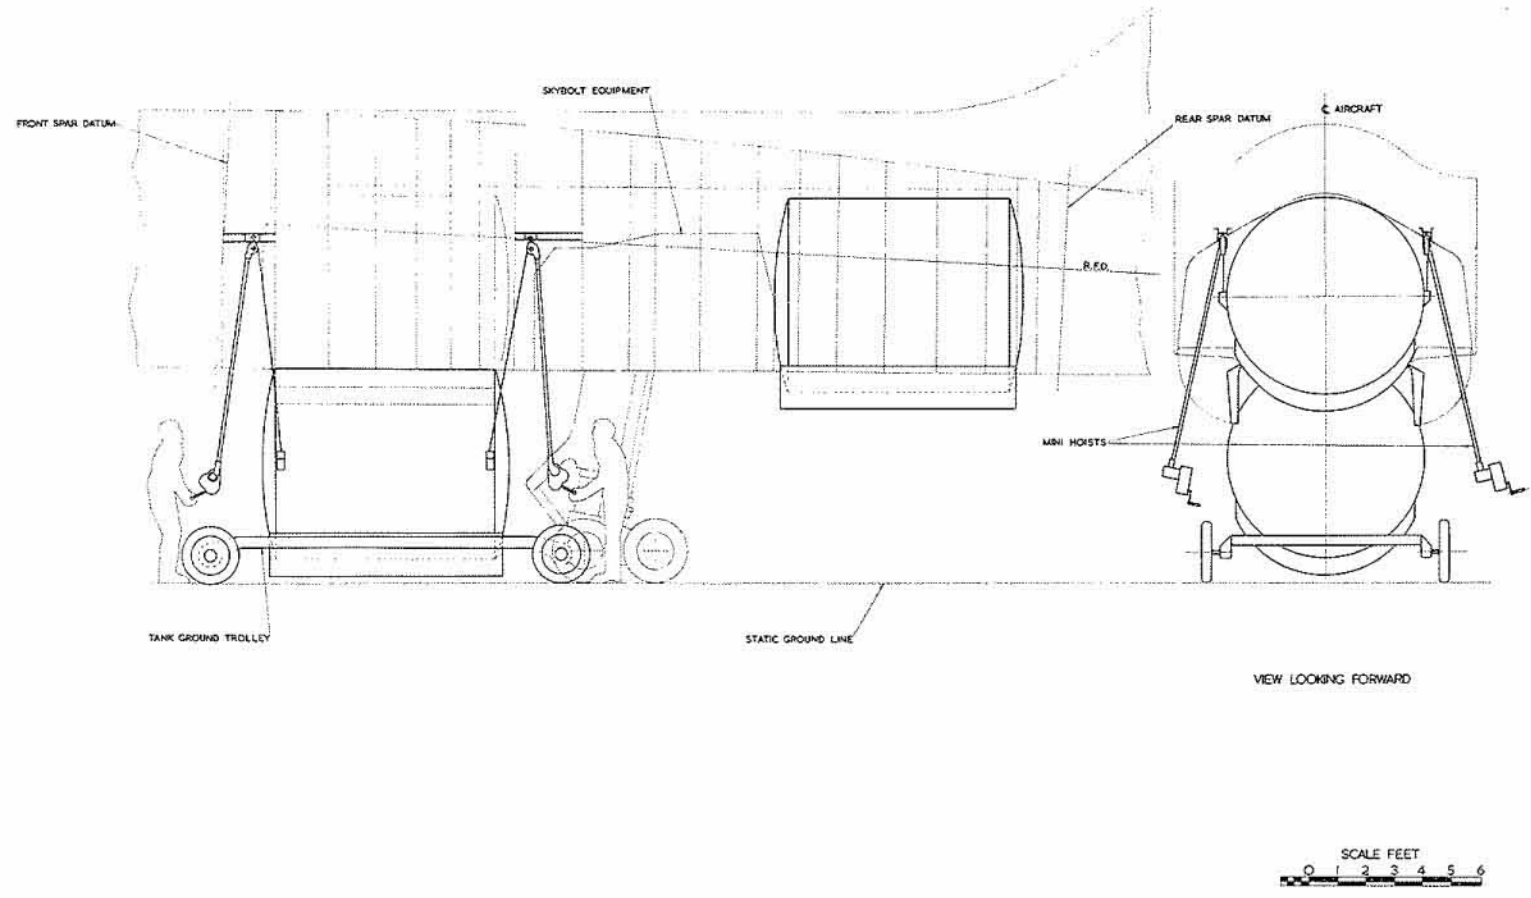 SKYBOLT EQUIPMENT
FRONT SPAR DATUM
℄ AIRCRAFT
REAR SPAR DATUM
R.F.D.
MINI HOISTS
TANK GROUND TROLLEY
STATIC GROUND LINE
VIEW LOOKING FORWARD
SCALE FEET
0 1 2 3 4 5 6